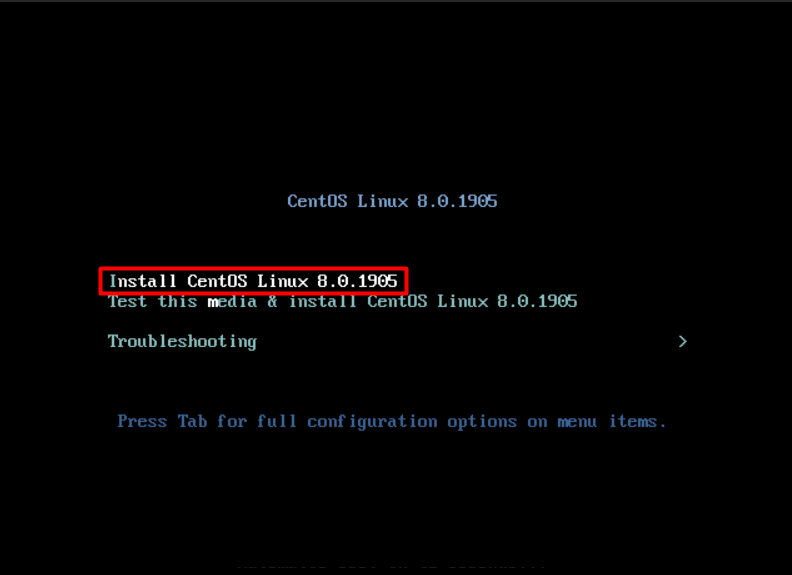 CentOS Linux 8.0.1905
Install CentOS Linux 8.0.1905
Test this media & install CentOS Linux 8.0.1905
Troubleshooting >
Press Tab for full configuration options on menu items.